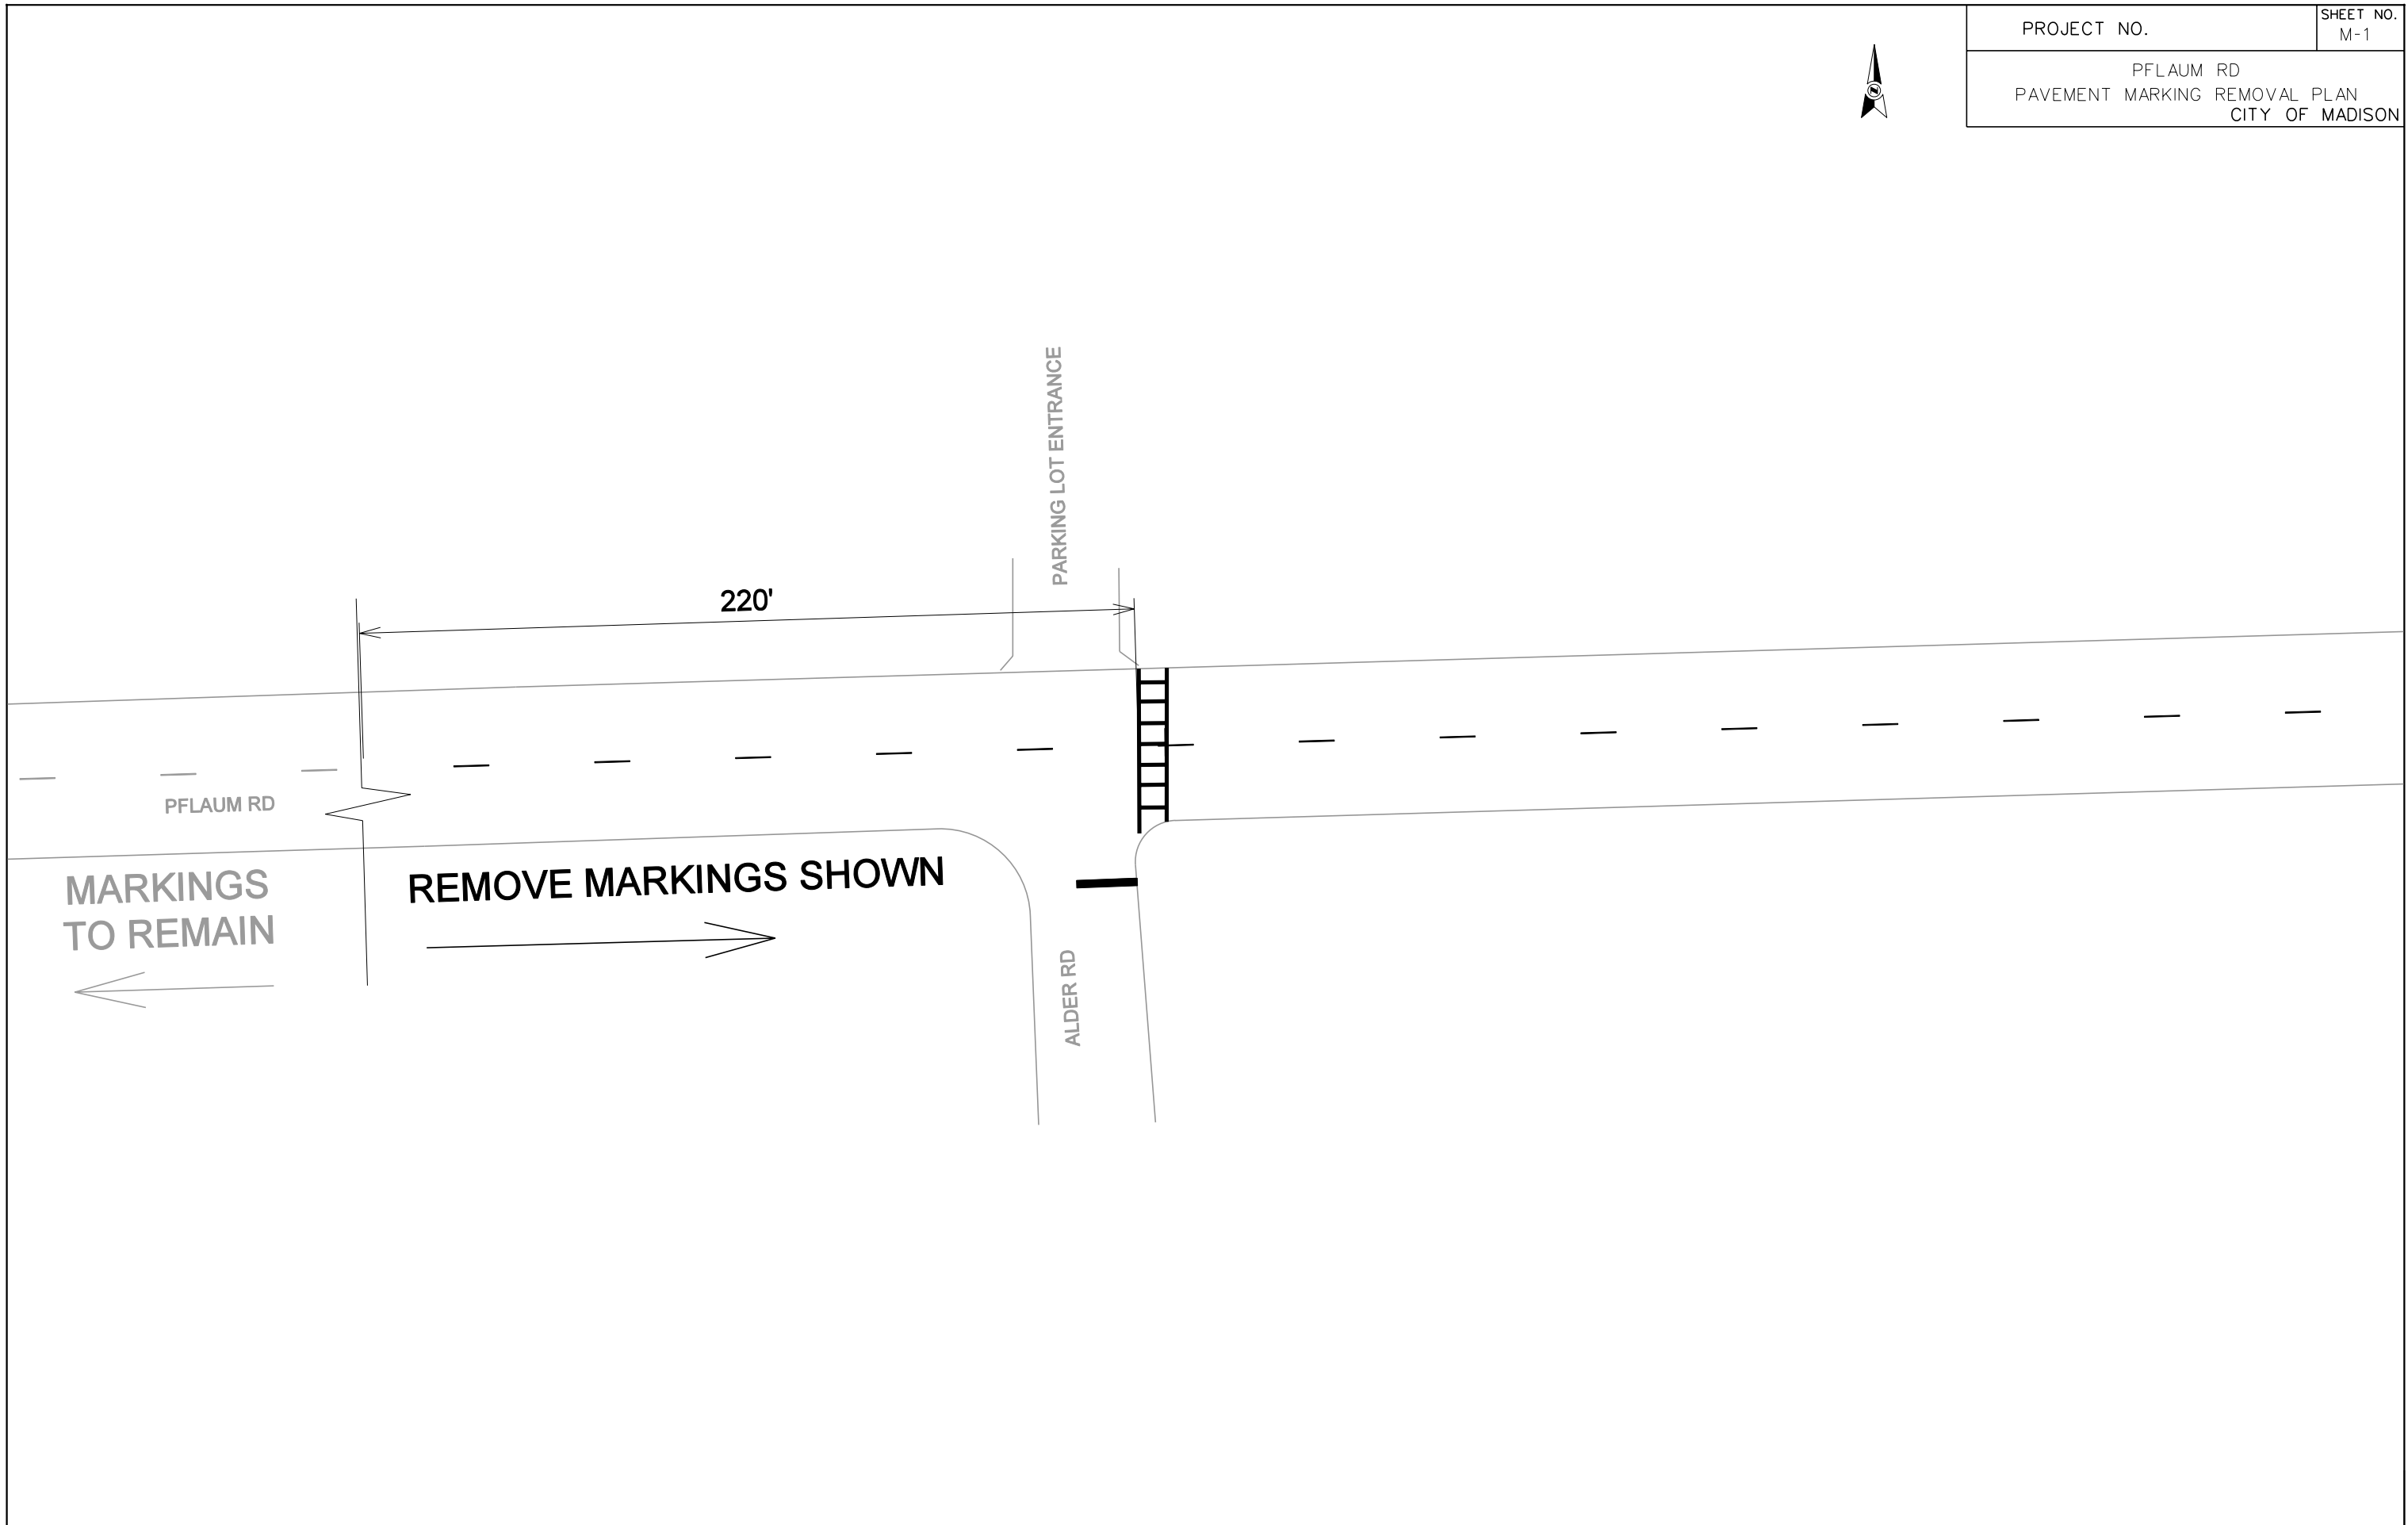 PROJECT NO.
SHEET NO.
M-1
PFLAUM RD
PAVEMENT MARKING REMOVAL PLAN
CITY OF MADISON
N
PARKING LOT ENTRANCE
220'
PFLAUM RD
MARKINGS
TO REMAIN
REMOVE MARKINGS SHOWN
ALDER RD